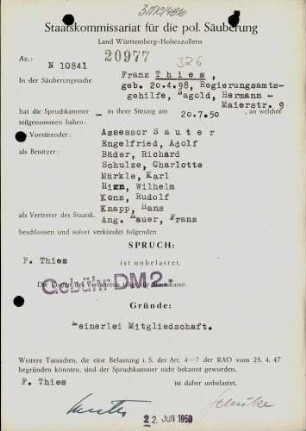 Staatskommissariat für die pol. Säuberung
Land Württemberg-Hohenzollern
Az.: 20977
N 10841
326
In der Säuberungssache Franz Thies,
geb. 20.4.98, Regierungsamts-
gehilfe, Nagold, Hermann-
Maierstr. 9
hat die Spruchkammer - in ihrer Sitzung am 20.7.50, an welcher
teilgenommen haben:
als Vorsitzender: Assessor Sauter
als Beisitzer: Engelfried, Adolf
Bäder, Richard
Schulze, Charlotte
Märkle, Karl
Hirn, Wilhelm
Konz, Rudolf
Knapp, Hans
als Vertreter des Staatsk. Ang. Mauer, Franz
beschlossen und sofort verkündet folgenden
SPRUCH:
F. Thies ist unbelastet.
Gebühr DM 2.-
Gründe:
Keinerlei Mitgliedschaft.
Weitere Tatsachen, die eine Belastung i.S. der Art. 4-7 der RAO vom 25. 4. 47
begründen könnten, sind der Spruchkammer nicht bekannt geworden.
F. Thies ist daher unbelastet.
22 Juli 1950